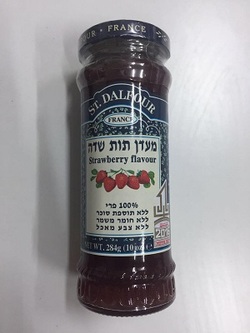 FRANCE
ST. DALFOUR
FRANCE
מעדן תות שדה
Strawberry flavour
100% פרי
ללא תוספת סוכר
ללא חומר משמר
ללא צבע מאכל
NET WT. 284g (10 oz)